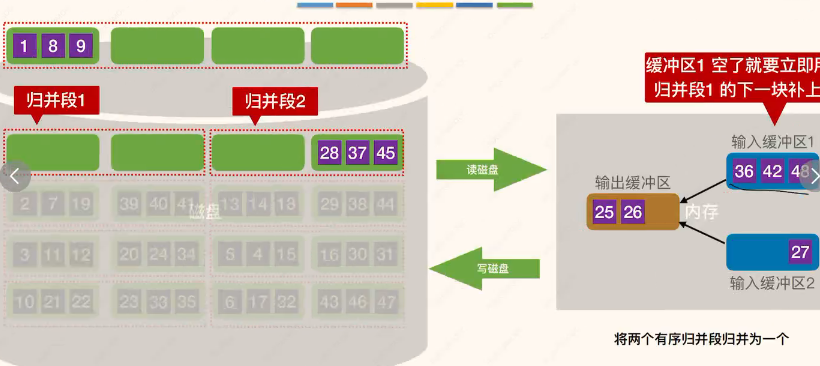 1 8 9
缓冲区1 空了就要立即用
归并段1 的下一块补上
归并段1
归并段2
28 37 45
读磁盘
输入缓冲区1
36 42 48
输出缓冲区
25 26
内存
2 7 19 39 40 41 13 14 18 29 38 44
磁盘
3 11 12 20 24 34 5 4 15 16 30 31
写磁盘
27
输入缓冲区2
10 21 22 23 33 35 6 17 32 43 46 47
将两个有序归并段归并为一个